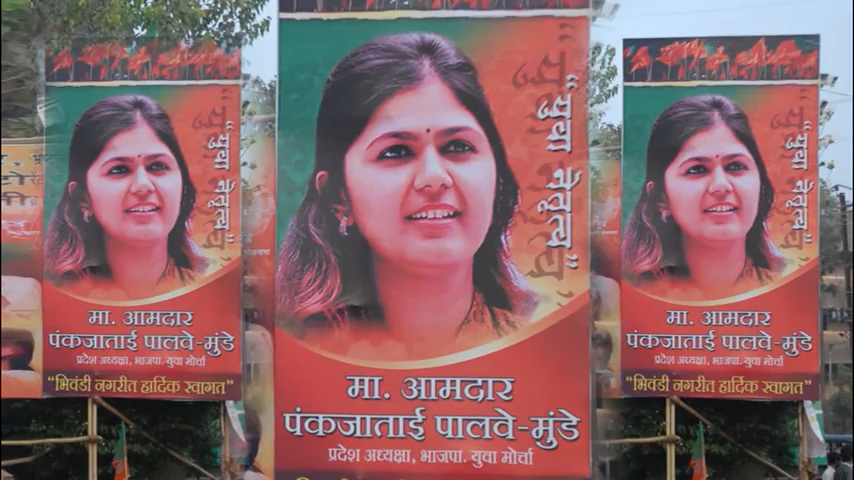 "युवा नेतृत्व"
मा. आमदार
पंकजाताई पालवे-मुंडे
प्रदेश अध्यक्षा, भाजपा. युवा मोर्चा
"भिवंडी नगरीत हार्दिक स्वागत"
"युवा नेतृत्व"
मा. आमदार
पंकजाताई पालवे-मुंडे
प्रदेश अध्यक्षा, भाजपा. युवा मोर्चा
"युवा नेतृत्व"
मा. आमदार
पंकजाताई पालवे-मुंडे
प्रदेश अध्यक्षा, भाजपा. युवा मोर्चा
"भिवंडी नगरीत हार्दिक स्वागत"